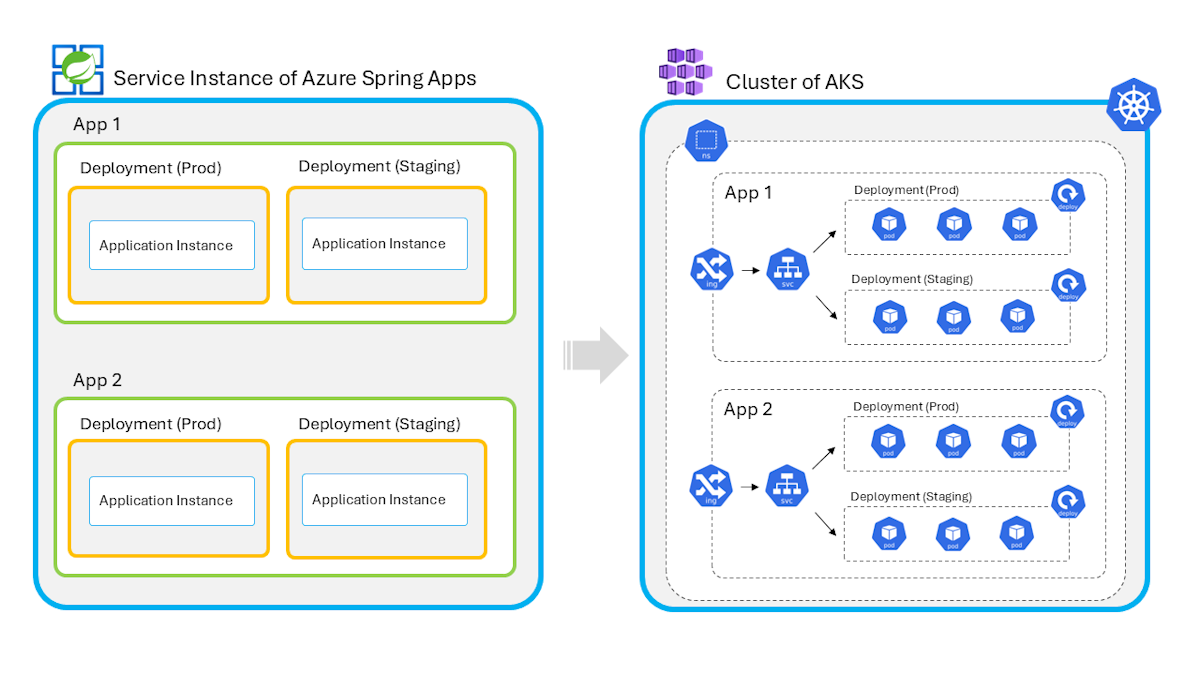 Service Instance of Azure Spring Apps
App 1
Deployment (Prod)
Deployment (Staging)
Application Instance
Application Instance
App 2
Deployment (Prod)
Deployment (Staging)
Application Instance
Application Instance
Cluster of AKS
ns
App 1
Deployment (Prod)
deploy
pod
pod
pod
ing
svc
Deployment (Staging)
deploy
pod
pod
pod
App 2
Deployment (Prod)
deploy
pod
pod
pod
ing
svc
Deployment (Staging)
deploy
pod
pod
pod